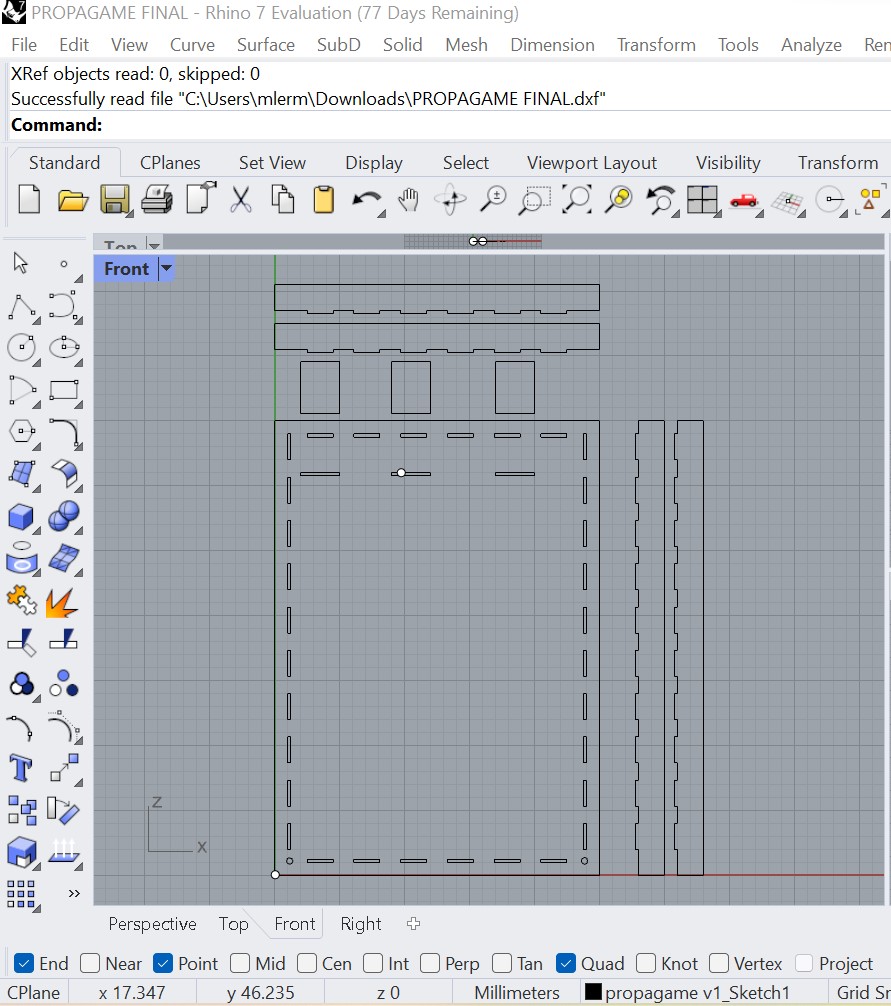 PROPAGAME FINAL - Rhino 7 Evaluation (77 Days Remaining)
File Edit View Curve Surface SubD Solid Mesh Dimension Transform Tools Analyze Ren
XRef objects read: 0, skipped: 0
Successfully read file "C:\Users\mlerm\Downloads\PROPAGAME FINAL.dxf"
Command:
Standard CPlanes Set View Display Select Viewport Layout Visibility Transform
Top
Front
z
x
Perspective Top Front Right
End Near Point Mid Cen Int Perp Tan Quad Knot Vertex Project
CPlane x 17.347 y 46.235 z 0 Millimeters propagame v1_Sketch1 Grid Sn